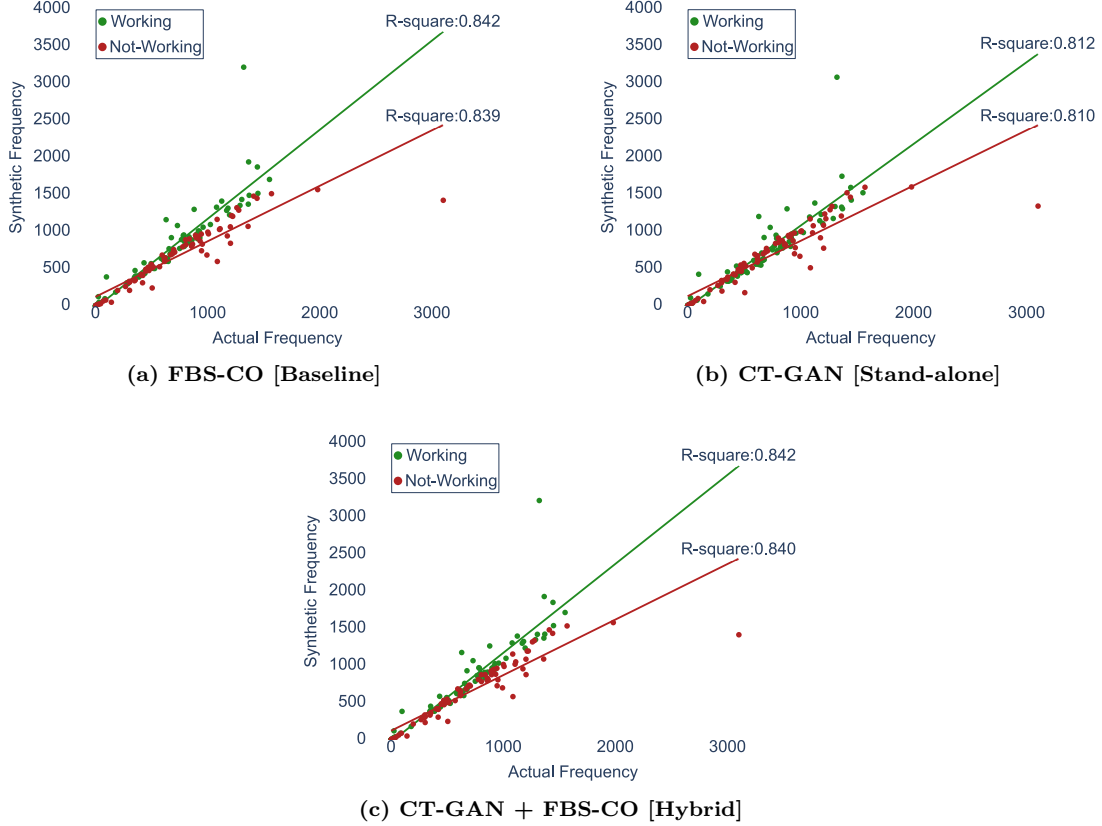 4000
3500
3000
2500
2000
1500
1000
500
0
Synthetic Frequency
Working
Not-Working
R-square:0.842
R-square:0.839
0
1000
2000
3000
Actual Frequency
(a) FBS-CO [Baseline]
4000
3500
3000
2500
2000
1500
1000
500
0
Synthetic Frequency
Working
Not-Working
R-square:0.812
R-square:0.810
0
1000
2000
3000
Actual Frequency
(b) CT-GAN [Stand-alone]
4000
3500
3000
2500
2000
1500
1000
500
0
Synthetic Frequency
Working
Not-Working
R-square:0.842
R-square:0.840
0
1000
2000
3000
Actual Frequency
(c) CT-GAN + FBS-CO [Hybrid]